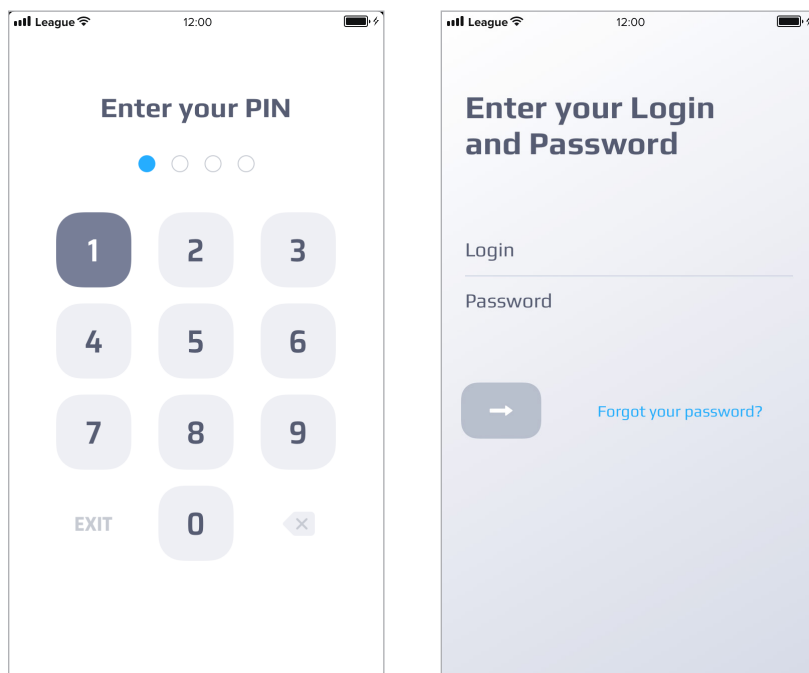 League 12:00
Enter your PIN
1 2 3
4 5 6
7 8 9
EXIT 0
League 12:00
Enter your Login
and Password
Login
Password
Forgot your password?